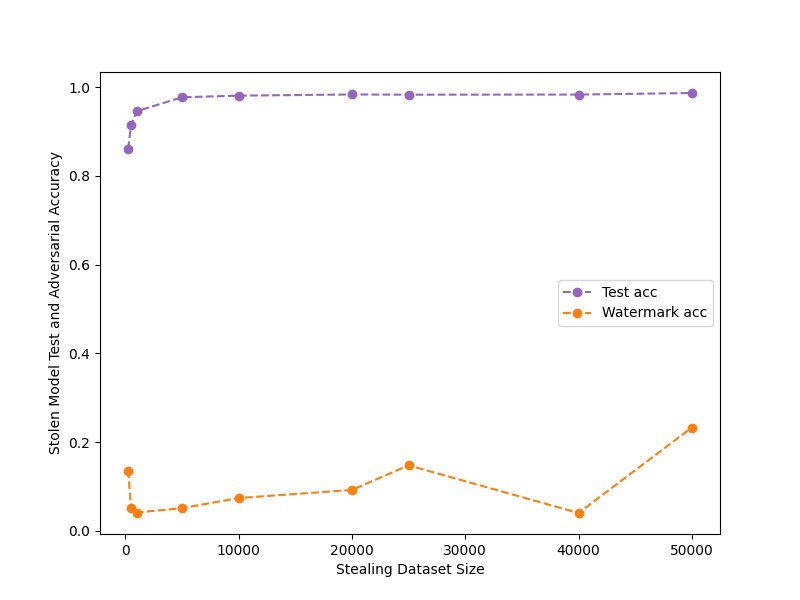 1.0
0.8
0.6
0.4
0.2
0.0
Stolen Model Test and Adversarial Accuracy
Test acc
Watermark acc
0 10000 20000 30000 40000 50000
Stealing Dataset Size